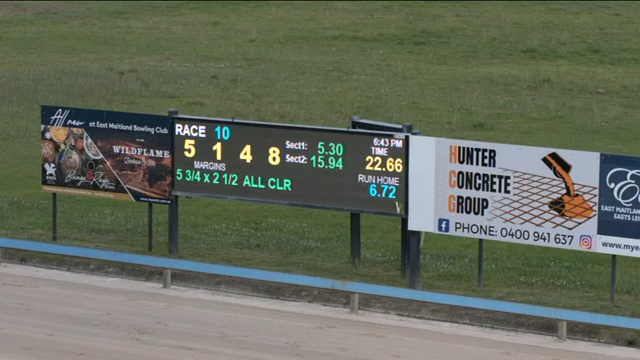 All new
at East Maitland Bowling Club
WILDFLAME
RACE 10
6:43 PM
5 1 4 8
Sect1: 5.30
Sect2: 15.94
TIME
22.66
MARGINS
5 3/4 x 2 1/2 ALL CLR
RUN HOME
6.72
HUNTER
CONCRETE
GROUP
PHONE: 0400 941 637
EAST MAITLAND